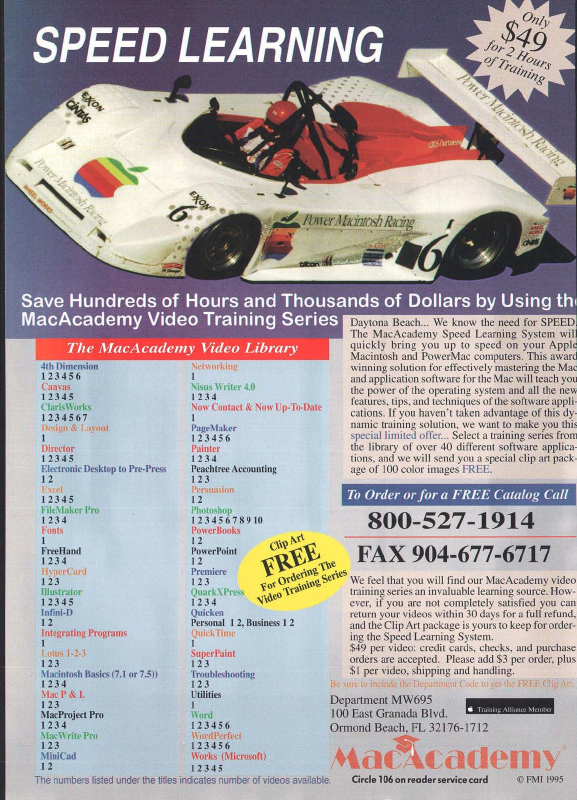 SPEED LEARNING
Only
$49
for 2 Hours
of Training
EXXON
CINTAS
Power Macintosh Racing
EXXON
6
Power Macintosh Racing
6
Power Macintosh Racing
CINTAS
Save Hundreds of Hours and Thousands of Dollars by Using the
MacAcademy Video Training Series
The MacAcademy Video Library
4th Dimension
1 2 3 4 5 6
Canvas
1 2 3 4 5
ClarisWorks
1 2 3 4 5 6 7
Design & Layout
1
Director
1 2 3 4 5
Electronic Desktop to Pre-Press
1 2
Excel
1 2 3 4 5
FileMaker Pro
1 2 3 4
Fonts
1
FreeHand
1 2 3 4
HyperCard
1 2 3
Illustrator
1 2 3 4 5
Infini-D
1 2
Integrating Programs
1
Lotus 1-2-3
1 2 3
Macintosh Basics (7.1 or 7.5))
1 2 3 4
Mac P & L
1 2 3
MacProject Pro
1 2 3 4
MacWrite Pro
1 2 3
MiniCad
1 2
Networking
1
Nisus Writer 4.0
1 2 3 4
Now Contact & Now Up-To-Date
1
PageMaker
1 2 3 4 5 6
Painter
1 2 3 4
Peachtree Accounting
1 2 3
Persuasion
1 2
Photoshop
1 2 3 4 5 6 7 8 9 10
PowerBooks
1 2
PowerPoint
1 2
Premiere
1 2 3
QuarkXPress
1 2 3 4
Quicken
Personal 1 2, Business 1 2
QuickTime
1
SuperPaint
1 2 3
Troubleshooting
1 2 3
Utilities
1
Word
1 2 3 4 5 6
WordPerfect
1 2 3 4 5 6
Works (Microsoft)
1 2 3 4 5
The numbers listed under the titles indicates number of videos available.
Clip Art
FREE
For Ordering The
Video Training Series
Daytona Beach... We know the need for SPEED.
The MacAcademy Speed Learning System will
quickly bring you up to speed on your Apple
Macintosh and PowerMac computers. This award
winning solution for effectively mastering the Mac
and application software for the Mac will teach you
the power of the operating system and all the new
features, tips, and techniques of the software appli-
cations. If you haven't taken advantage of this dy-
namic training solution, we want to make you this
special limited offer... Select a training series from
the library of over 40 different software applica-
tions, and we will send you a special clip art pack-
age of 100 color images FREE.
To Order or for a FREE Catalog Call
800-527-1914
FAX 904-677-6717
We feel that you will find our MacAcademy video
training series an invaluable learning source. How-
ever, if you are not completely satisfied you can
return your videos within 30 days for a full refund,
and the Clip Art package is yours to keep for order-
ing the Speed Learning System.
$49 per video: credit cards, checks, and purchase
orders are accepted. Please add $3 per order, plus
$1 per video, shipping and handling.
Be sure to include the Department Code to get the FREE Clip Art.
Department MW695
100 East Granada Blvd.
Ormond Beach, FL 32176-1712
Training Alliance Member
MacAcademy®
Circle 106 on reader service card
© FMI 1995